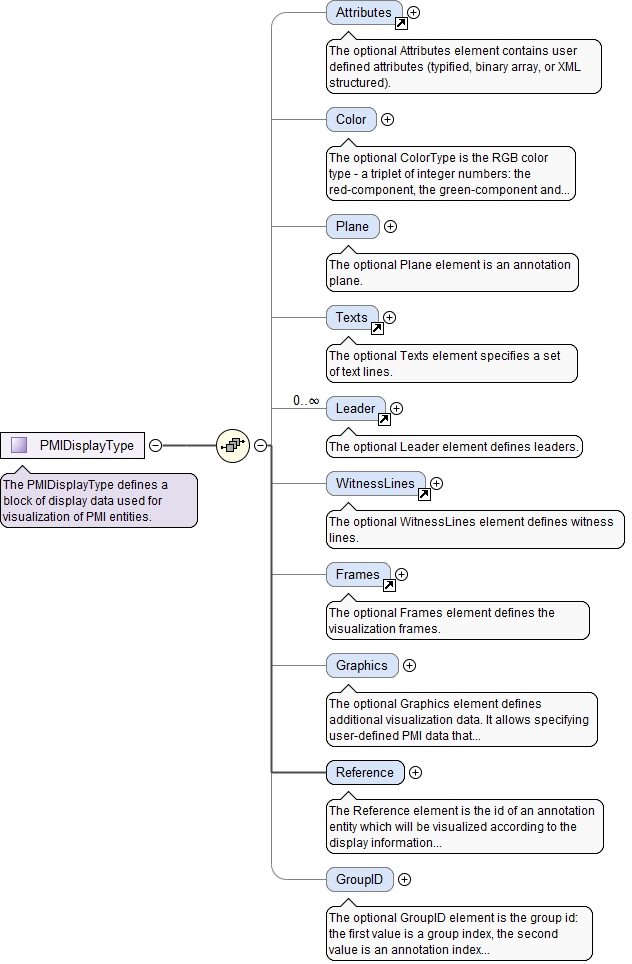 Attributes
The optional Attributes element contains user
defined attributes (typified, binary array, or XML
structured).
Color
The optional ColorType is the RGB color
type - a triplet of integer numbers: the
red-component, the green-component and...
Plane
The optional Plane element is an annotation
plane.
Texts
The optional Texts element specifies a set
of text lines.
0..∞
Leader
The optional Leader element defines leaders.
PMIDisplayType
The PMIDisplayType defines a
block of display data used for
visualization of PMI entities.
WitnessLines
The optional WitnessLines element defines witness
lines.
Frames
The optional Frames element defines the
visualization frames.
Graphics
The optional Graphics element defines
additional visualization data. It allows specifying
user-defined PMI data that...
Reference
The Reference element is the id of an annotation
entity which will be visualized according to the
display information...
GroupID
The optional GroupID element is the group id:
the first value is a group index, the second
value is an annotation index...